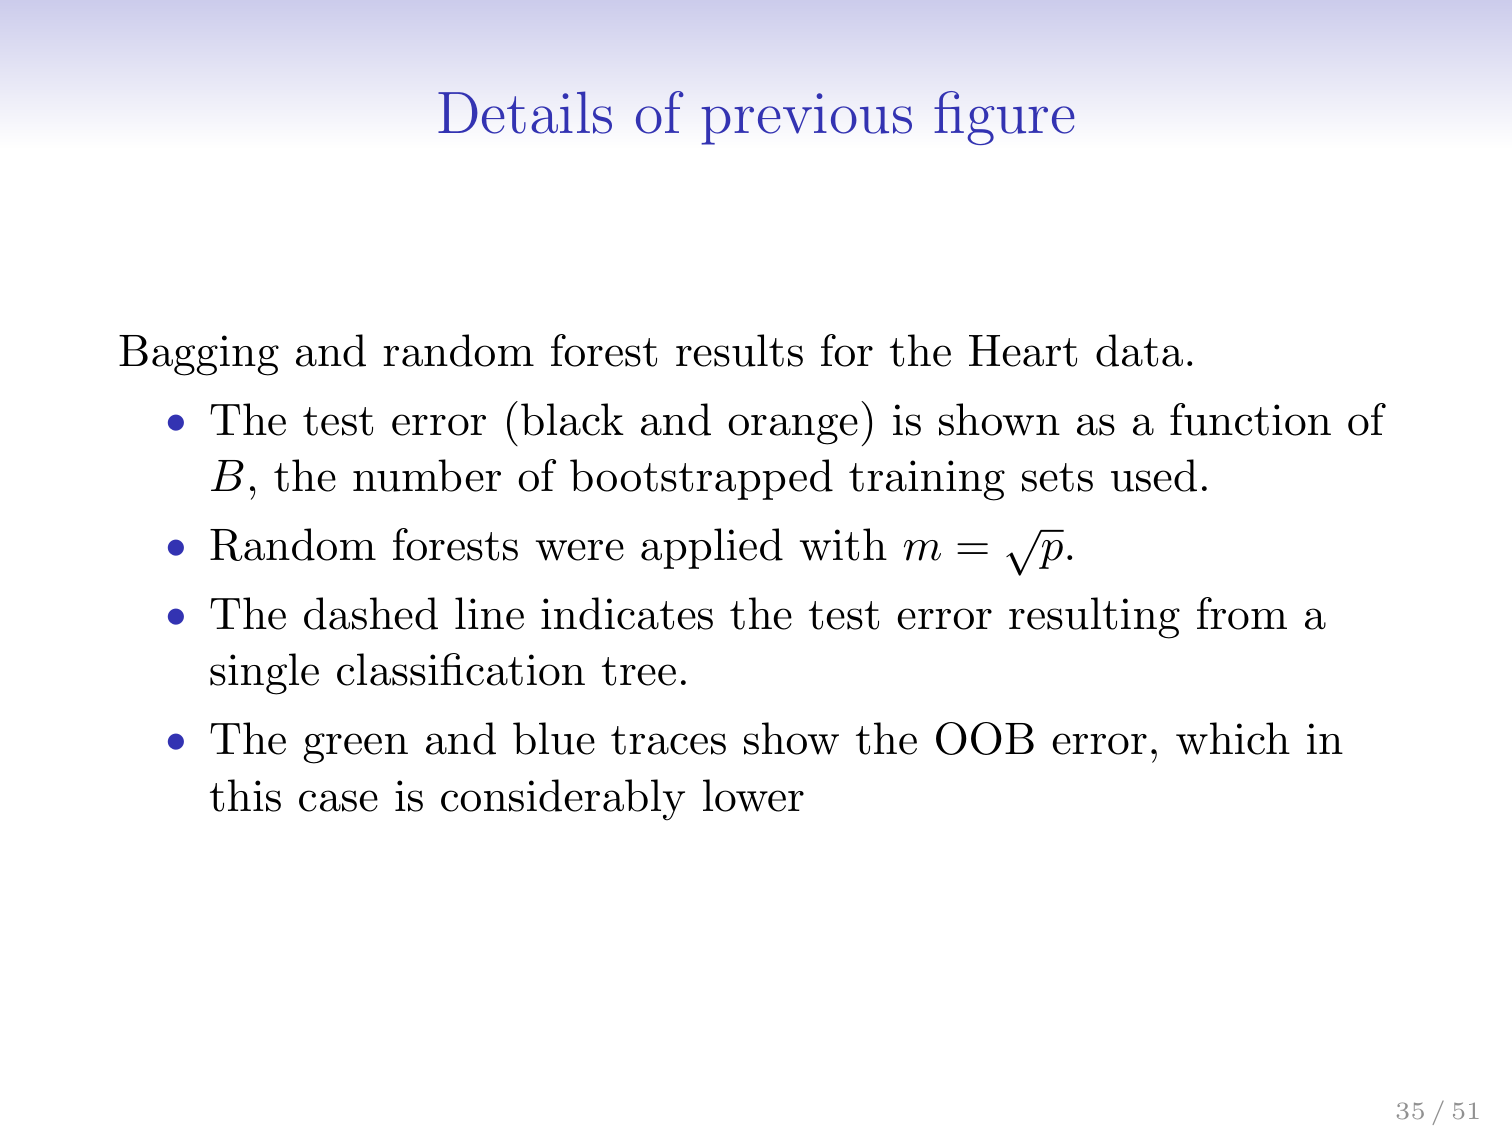 Details of previous figure
Bagging and random forest results for the Heart data.
• The test error (black and orange) is shown as a function of
B, the number of bootstrapped training sets used.
• Random forests were applied with m = √p.
• The dashed line indicates the test error resulting from a
single classification tree.
• The green and blue traces show the OOB error, which in
this case is considerably lower
35 / 51